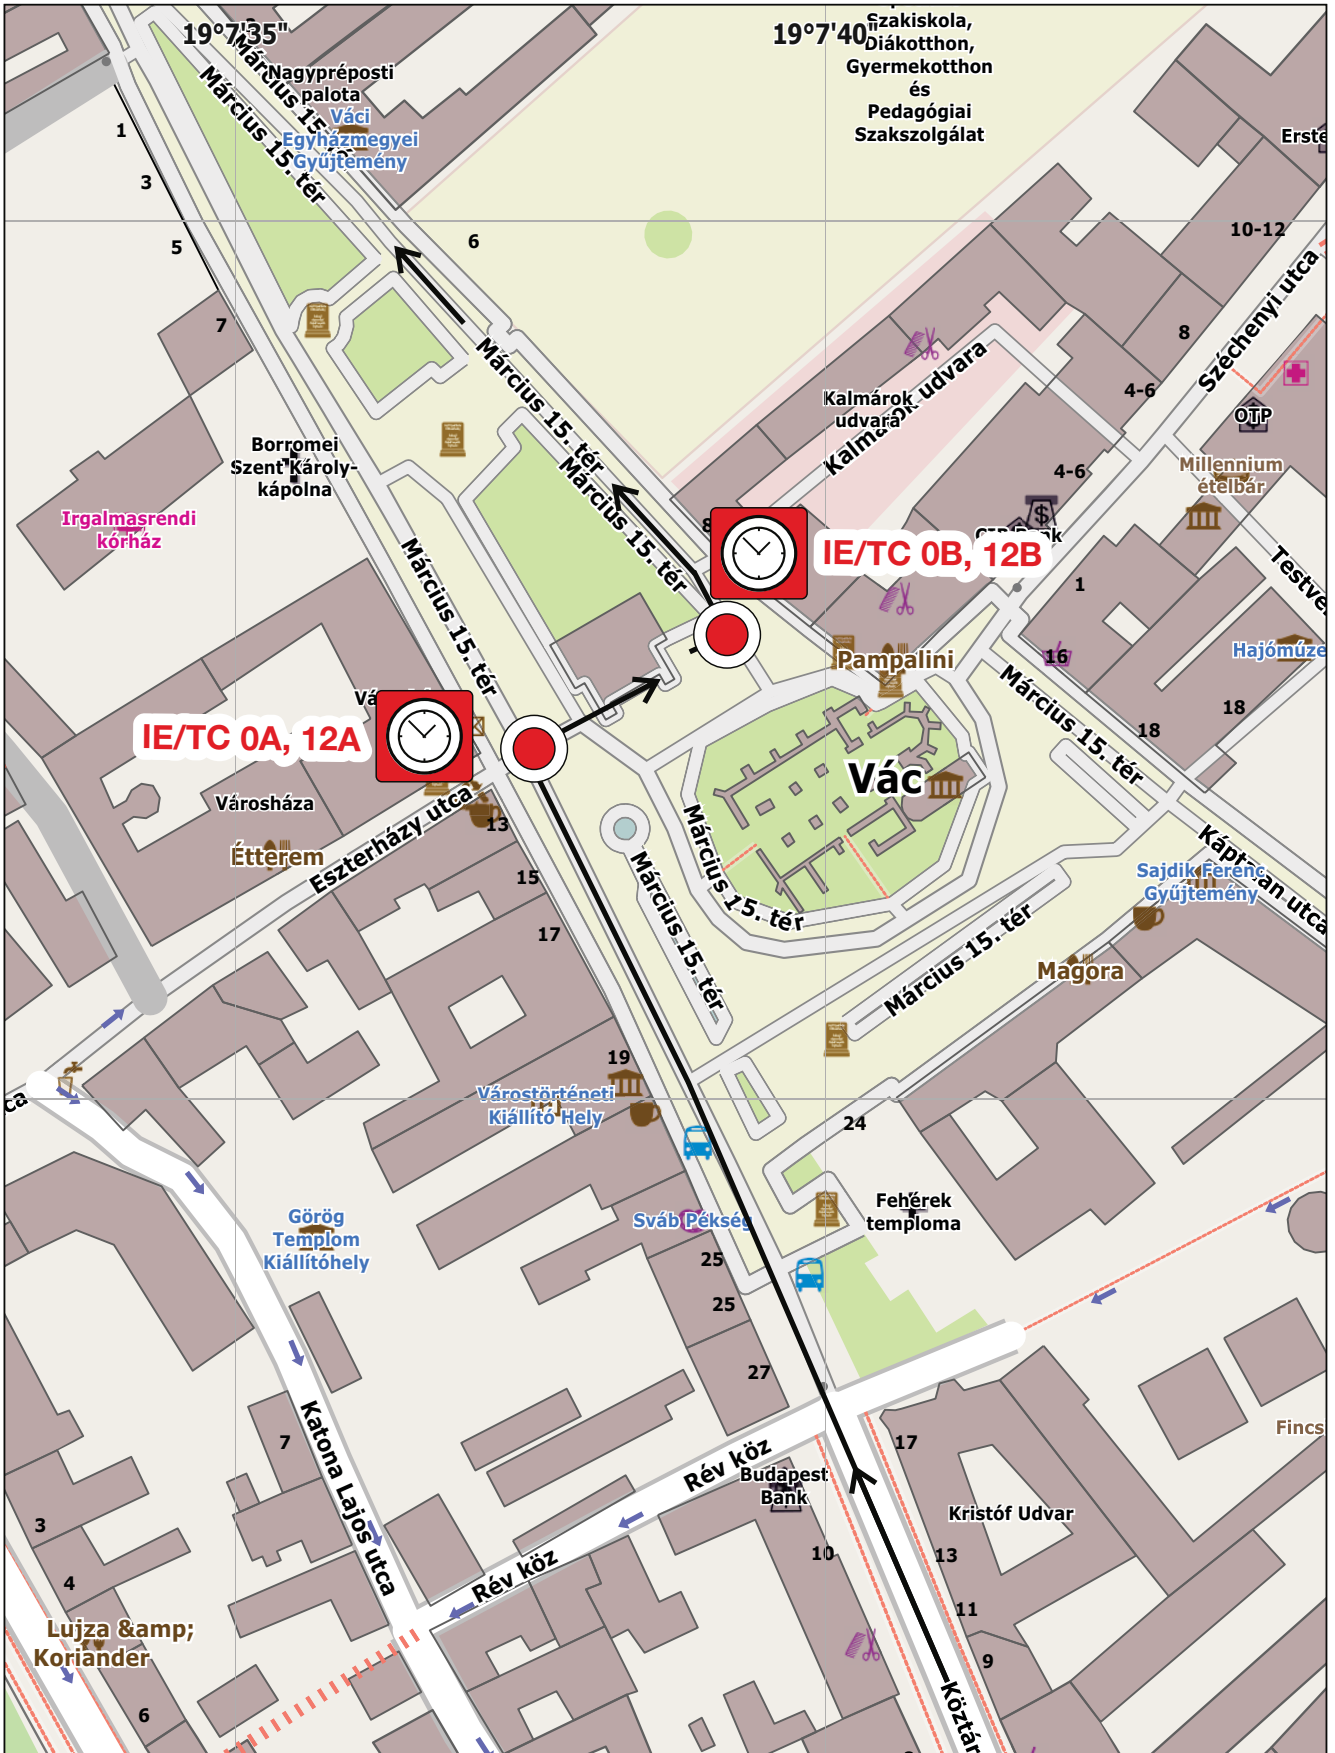 19°7'35"
19°7'40"
Szakiskola,
Diákotthon,
Gyermekotthon
és
Pedagógiai
Szakszolgálat
Március 15. tér
Március 15. tér
Nagypréposti
palota
Váci
Egyházmegyei
Gyűjtemény
Erste
1
3
5
7
6
10-12
8
4-6
4-6
Széchenyi utca
OTP
Millennium
ételbár
Kalmárok
udvara
Kalmárok udvara
Március 15. tér
Március 15. tér
Borromei
Szent Károly-
kápolna
Irgalmasrendi
kórház
8
IE/TC 0B, 12B
Március 15. tér
1
16
18
18
Hajómúze
Pampalini
Március 15. tér
IE/TC 0A, 12A
Vác
Városháza
Étterem
Eszterházy utca
13
15
17
19
Március 15. tér
Március 15. tér
Március 15. tér
Sajdik Ferenc
Gyűjtemény
Káptalan utca
Magora
Várostörténeti
Kiállító Hely
24
Fehérek
temploma
Görög
Templom
Kiállítóhely
Sváb Pékség
25
25
27
Katona Lajos utca
7
Rév köz
Rév köz
Budapest
Bank
17
Kristóf Udvar
Fincs
10
13
11
9
3
4
6
Lujza &amp;
Koriander
Köztár